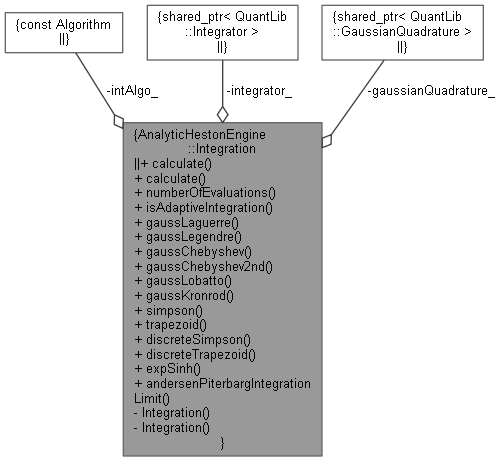 {const Algorithm
||}
{shared_ptr< QuantLib
::Integrator >
||}
{shared_ptr< QuantLib
::GaussianQuadrature >
||}
-intAlgo_
-integrator_
-gaussianQuadrature_
{AnalyticHestonEngine
::Integration
||+ calculate()
+ calculate()
+ numberOfEvaluations()
+ isAdaptiveIntegration()
+ gaussLaguerre()
+ gaussLegendre()
+ gaussChebyshev()
+ gaussChebyshev2nd()
+ gaussLobatto()
+ gaussKronrod()
+ simpson()
+ trapezoid()
+ discreteSimpson()
+ discreteTrapezoid()
+ expSinh()
+ andersenPiterbargIntegration
Limit()
- Integration()
- Integration()
}